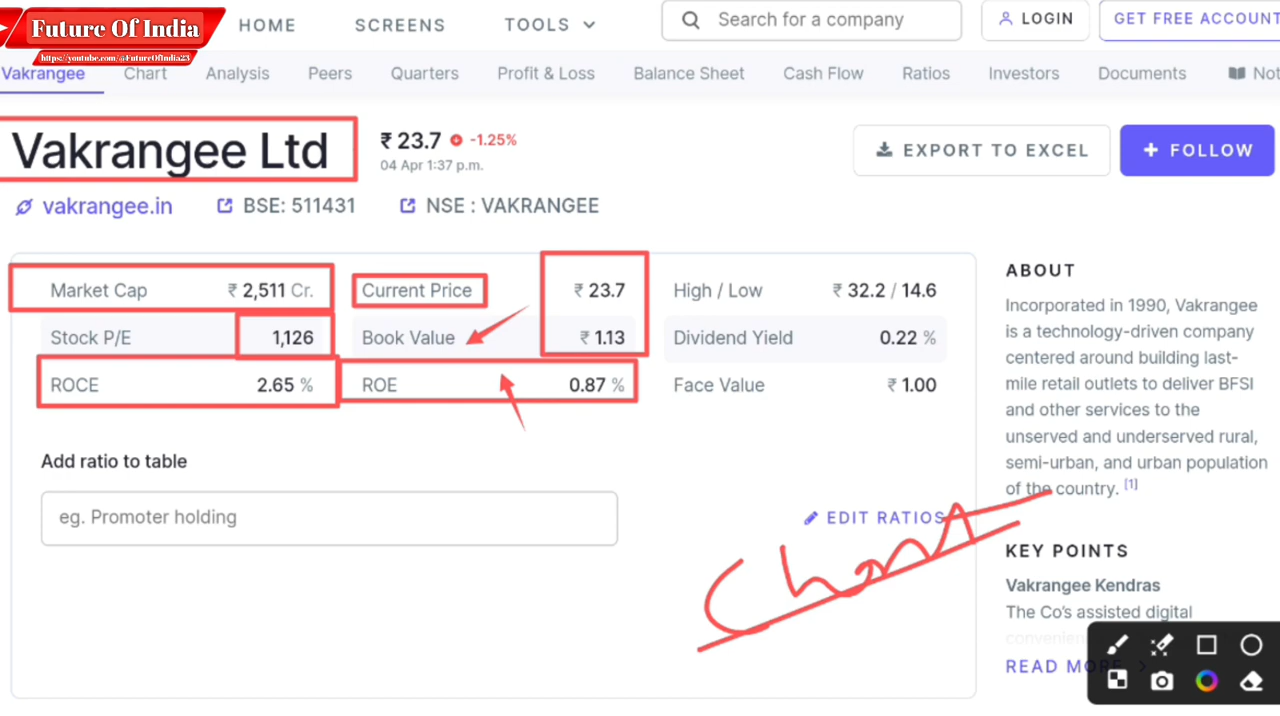 Future Of India
https://youtube.com/@FutureOfIndia23
HOME SCREENS TOOLS
Search for a company
LOGIN
GET FREE ACCOUNT
Vakrangee Chart Analysis Peers Quarters Profit & Loss Balance Sheet Cash Flow Ratios Investors Documents Not
Vakrangee Ltd
₹ 23.7 -1.25%
04 Apr 1:37 p.m.
EXPORT TO EXCEL
+ FOLLOW
vakrangee.in BSE: 511431 NSE : VAKRANGEE
Market Cap ₹ 2,511 Cr. Current Price ₹ 23.7 High / Low ₹ 32.2 / 14.6
Stock P/E 1,126 Book Value ₹ 1.13 Dividend Yield 0.22 %
ROCE 2.65 % ROE 0.87 % Face Value ₹ 1.00
Add ratio to table
eg. Promoter holding
EDIT RATIOS
Chart
ABOUT
Incorporated in 1990, Vakrangee
is a technology-driven company
centered around building last-
mile retail outlets to deliver BFSI
and other services to the
unserved and underserved rural,
semi-urban, and urban population
of the country. [1]
KEY POINTS
Vakrangee Kendras
The Co's assisted digital
convenien
READ MORE